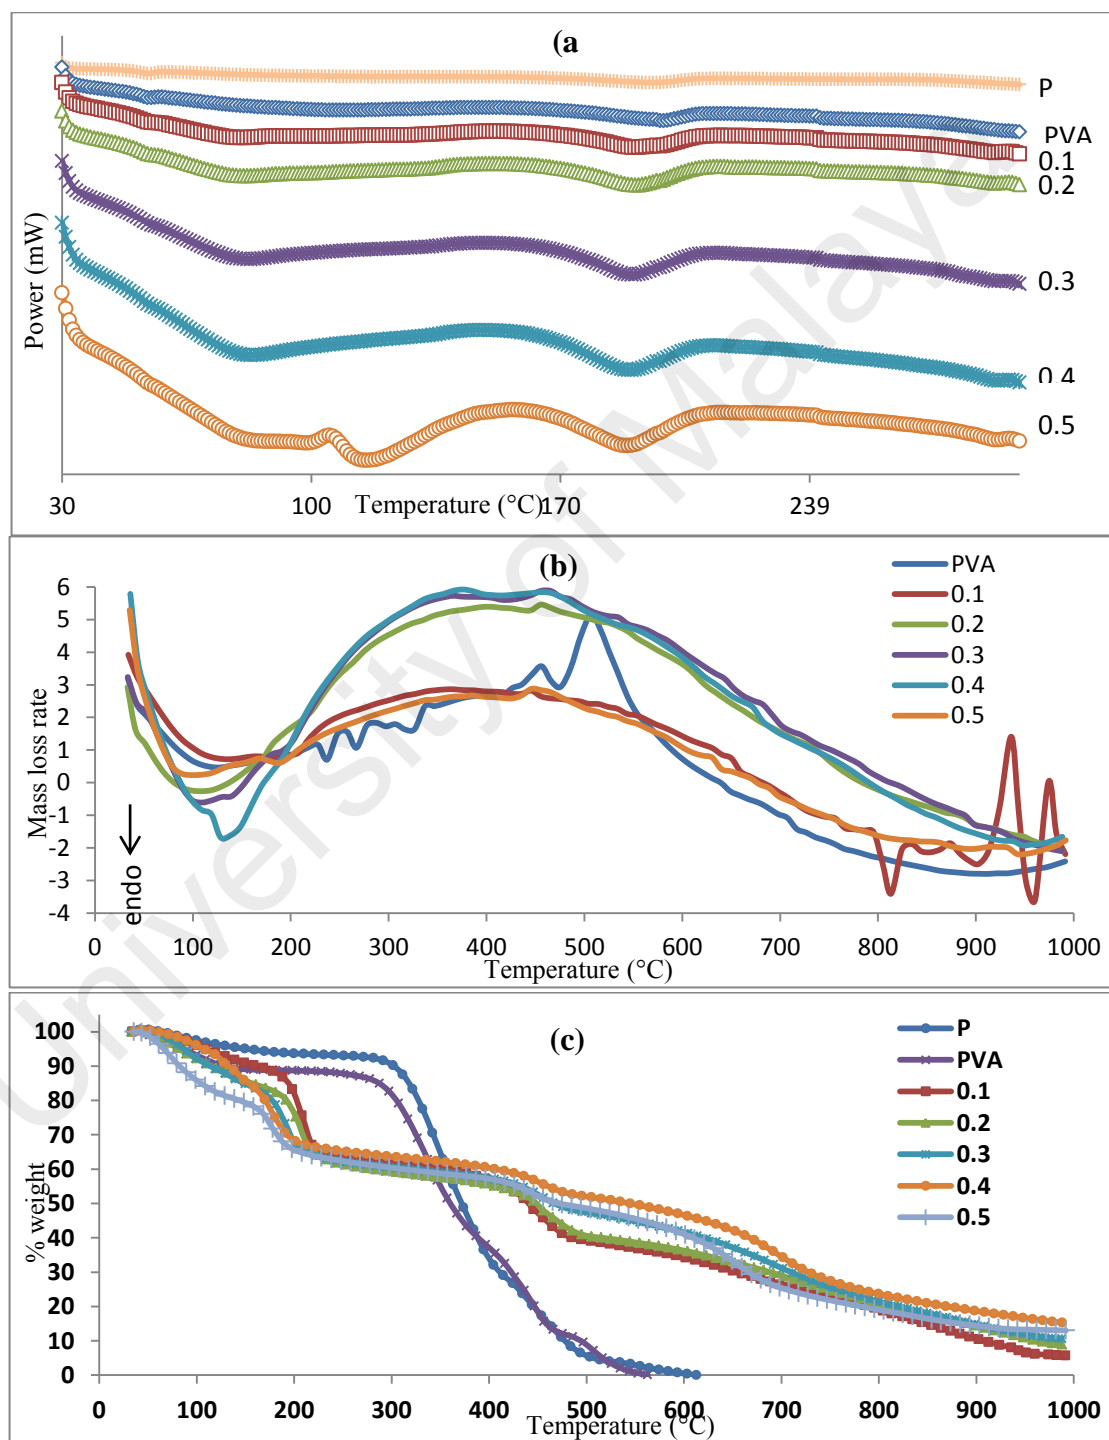 (a
Power (mW)
P
PVA
0.1
0.2
0.3
0.4
0.5
30
100
170
239
Temperature (°C)
(b)
Mass loss rate
6
5
4
3
2
1
0
-1
-2
-3
-4
endo
PVA
0.1
0.2
0.3
0.4
0.5
0 100 200 300 400 500 600 700 800 900 1000
Temperature (°C)
(c)
% weight
100
90
80
70
60
50
40
30
20
10
0
P
PVA
0.1
0.2
0.3
0.4
0.5
0 100 200 300 400 500 600 700 800 900 1000
Temperature (°C)
University of Malaya